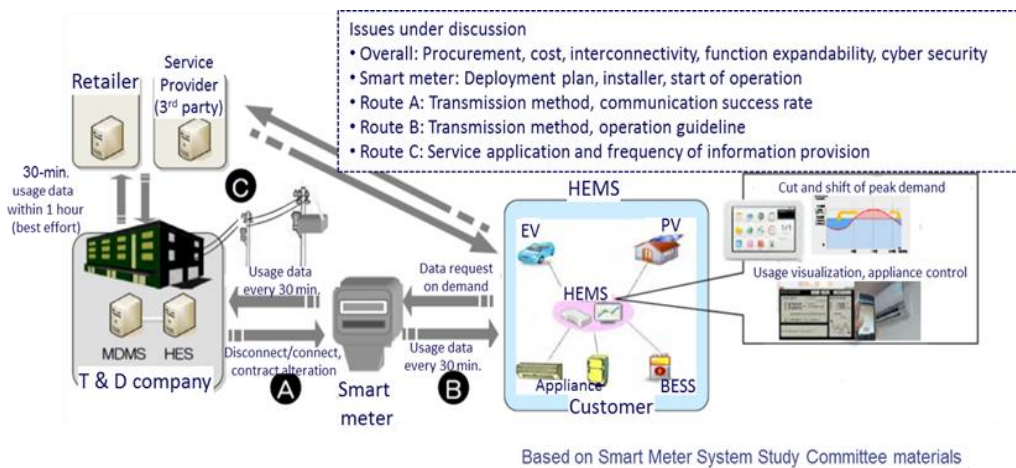 Issues under discussion
• Overall: Procurement, cost, interconnectivity, function expandability, cyber security
• Smart meter: Deployment plan, installer, start of operation
• Route A: Transmission method, communication success rate
• Route B: Transmission method, operation guideline
• Route C: Service application and frequency of information provision
Retailer
Service
Provider
(3rd party)
30-min.
usage data
within 1 hour
(best effort)
C
MDMS
HES
T & D company
Usage data
every 30 min.
Disconnect/connect,
contract alteration
A
Smart
meter
Data request
on demand
Usage data
every 30 min.
B
HEMS
EV
PV
HEMS
Appliance
BESS
Customer
Cut and shift of peak demand
Usage visualization, appliance control
Based on Smart Meter System Study Committee materials